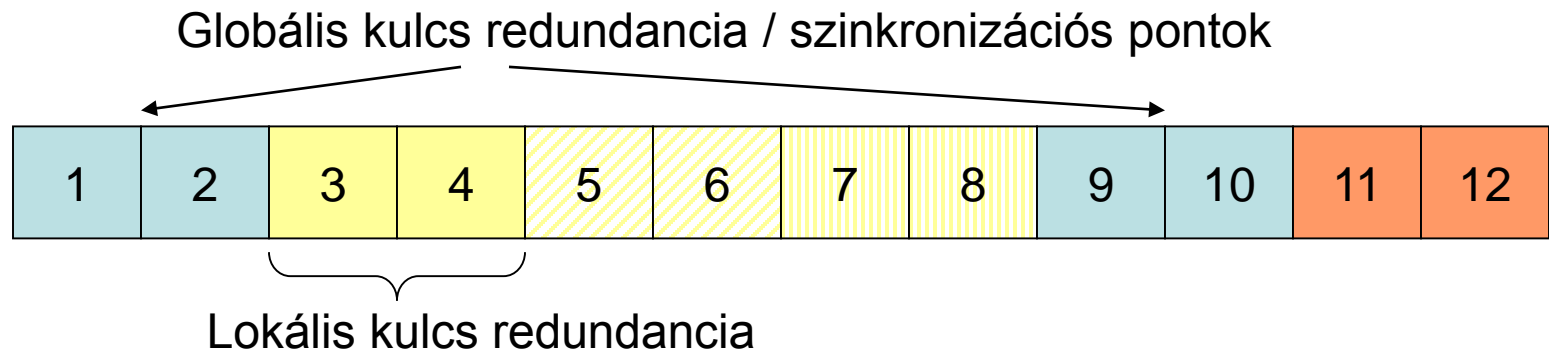 Globális kulcs redundancia / szinkronizációs pontok
1 2 3 4 5 6 7 8 9 10 11 12
Lokális kulcs redundancia